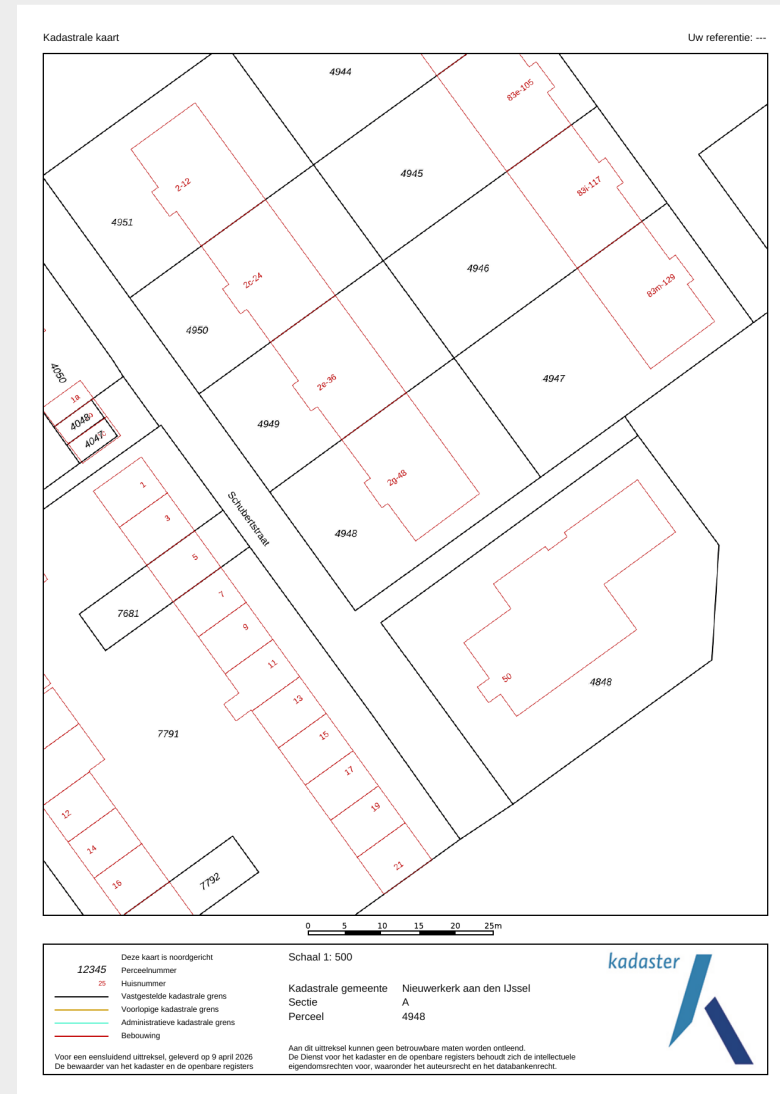 Kadastrale kaart
Uw referentie: ---
4944
83e-105
4945
2-12
83i-117
4951
4946
2c-24
83m-129
4950
4050
4947
2e-36
1a
4949
4048
4047
2g-48
1
Schubertstraat
3
4948
5
7
7681
9
11
50
4848
13
7791
15
17
12
19
14
21
16
7792
0 5 10 15 20 25m
Deze kaart is noordgericht
12345 Perceelnummer
25 Huisnummer
Vastgestelde kadastrale grens
Voorlopige kadastrale grens
Administratieve kadastrale grens
Bebouwing
Voor een eensluidend uittreksel, geleverd op 9 april 2026
De bewaarder van het kadaster en de openbare registers
Schaal 1: 500
Kadastrale gemeente Nieuwerkerk aan den IJssel
Sectie A
Perceel 4948
Aan dit uittreksel kunnen geen betrouwbare maten worden ontleend.
De Dienst voor het kadaster en de openbare registers behoudt zich de intellectuele
eigendomsrechten voor, waaronder het auteursrecht en het databankenrecht.
kadaster